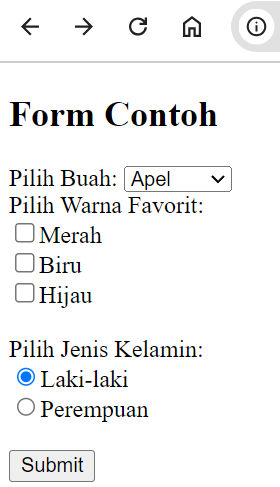 Form Contoh
Pilih Buah: Apel
Pilih Warna Favorit:
Merah
Biru
Hijau
Pilih Jenis Kelamin:
Laki-laki
Perempuan
Submit